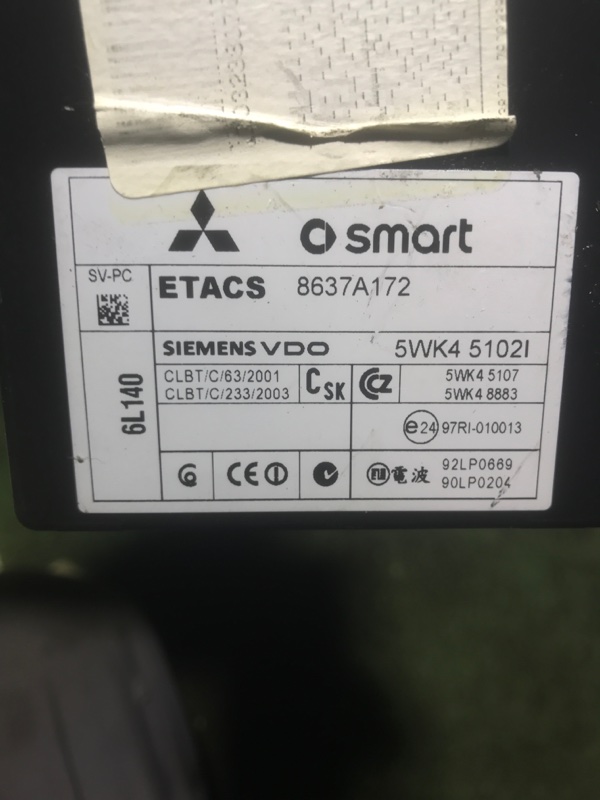 smart
SV-PC
ETACS 8637A172
SIEMENS VDO 5WK4 5102I
6L140
CLBT/C/63/2001
CLBT/C/233/2003
CSK
5WK4 5107
5WK4 8883
e24 97RI-010013
CE
電波
92LP0669
90LP0204